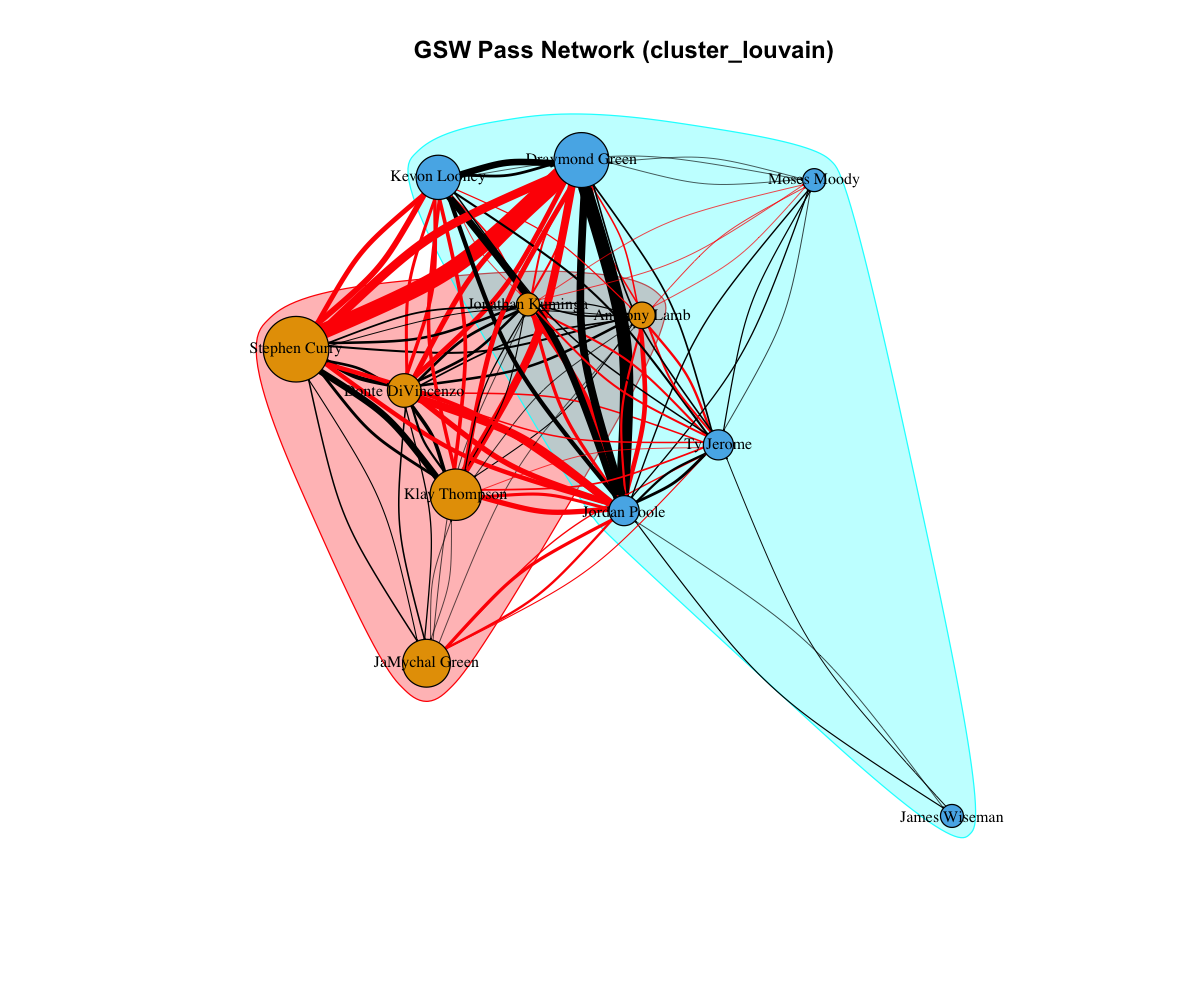 GSW Pass Network (cluster_louvain)
Draymond Green
Kevon Looney
Moses Moody
Jonathan Kuminga
Anthony Lamb
Stephen Curry
Donte DiVincenzo
Ty Jerome
Klay Thompson
Jordan Poole
JaMychal Green
James Wiseman